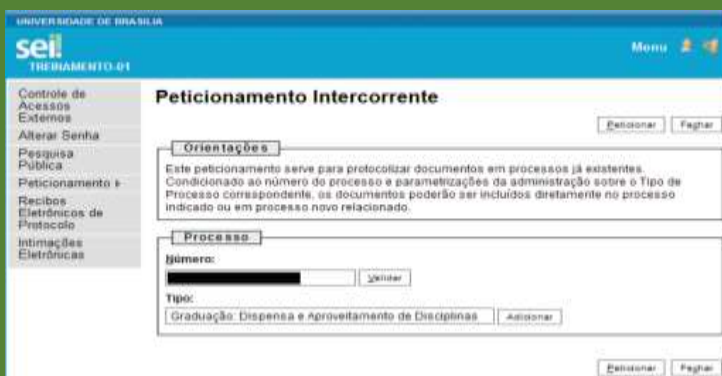 UNIVERSIDADE DE BRASILIA
sei!
TREINAMENTO-01
Menu
Controle de
Acessos
Externos
Alterar Senha
Pesquisa
Pública
Peticionamento
Recibos
Eletrônicos de
Protocolo
Intimações
Eletrônicas
Peticionamento Intercorrente
Peticionar Fechar
Orientações
Este peticionamento serve para protocolizar documentos em processos já existentes.
Condicionado ao número do processo e parametrizações da administração sobre o Tipo de
Processo correspondente, os documentos poderão ser incluídos diretamente no processo
indicado ou em processo novo relacionado.
Processo
Número:
Validar
Tipo:
Graduação: Dispensa e Aproveitamento de Disciplinas Adicionar
Peticionar Fechar